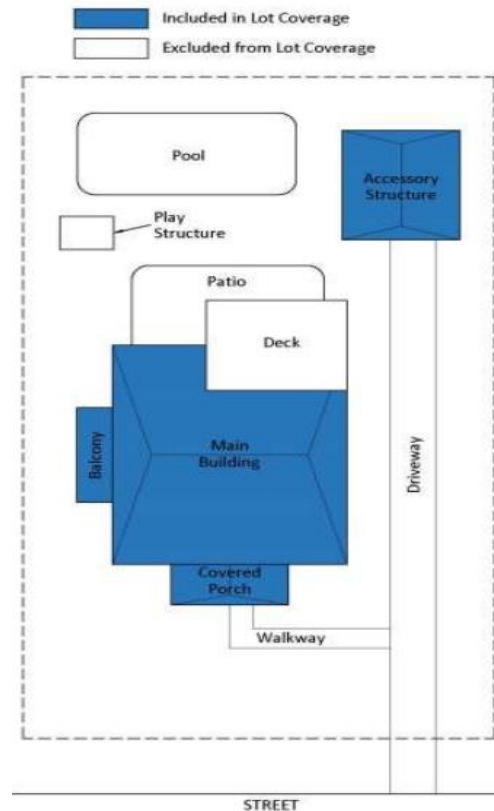 Included in Lot Coverage
Excluded from Lot Coverage
Pool
Accessory
Structure
Play
Structure
Patio
Deck
Main
Building
Balcony
Driveway
Covered
Porch
Walkway
STREET